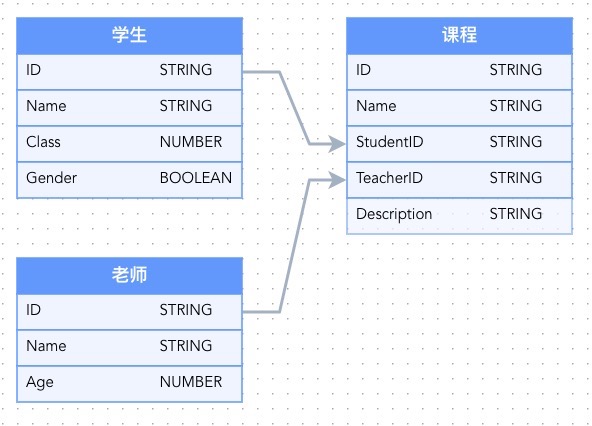 学生
ID STRING
Name STRING
Class NUMBER
Gender BOOLEAN
课程
ID STRING
Name STRING
StudentID STRING
TeacherID STRING
Description STRING
老师
ID STRING
Name STRING
Age NUMBER